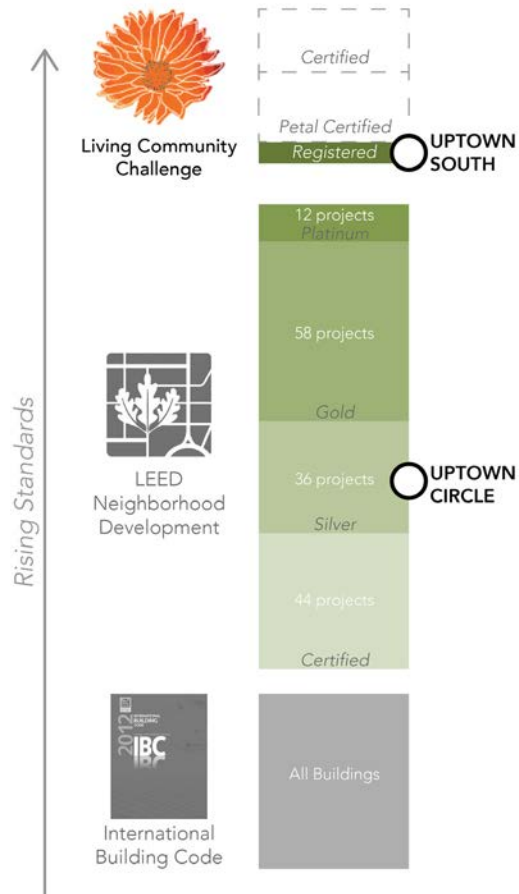 Certified
Petal Certified
Living Community
Challenge
Registered
UPTOWN
SOUTH
12 projects
Platinum
58 projects
Gold
LEED
Neighborhood
Development
36 projects
UPTOWN
CIRCLE
Silver
44 projects
Certified
Rising Standards
2012
INTERNATIONAL
BUILDING
CODE
IBC
All Buildings
International
Building Code